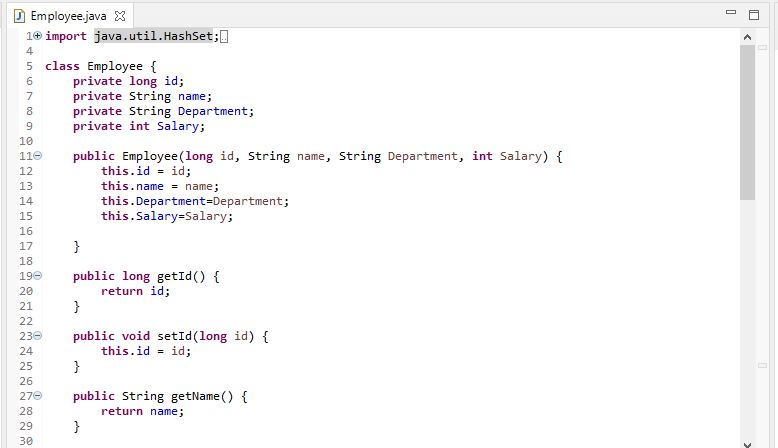 Employee.java
1 import java.util.HashSet;
4
5 class Employee {
6 private long id;
7 private String name;
8 private String Department;
9 private int Salary;
10
11 public Employee(long id, String name, String Department, int Salary) {
12 this.id = id;
13 this.name = name;
14 this.Department=Department;
15 this.Salary=Salary;
16
17 }
18
19 public long getId() {
20 return id;
21 }
22
23 public void setId(long id) {
24 this.id = id;
25 }
26
27 public String getName() {
28 return name;
29 }
30